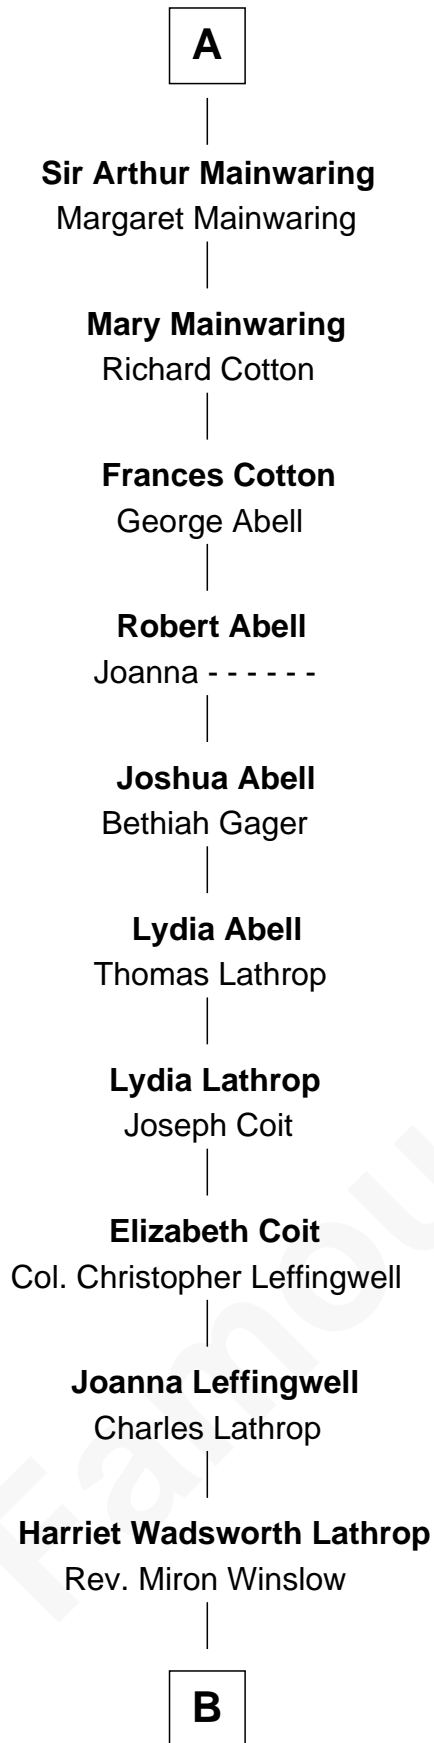 A
Sir Arthur Mainwaring
Margaret Mainwaring
Mary Mainwaring
Richard Cotton
Frances Cotton
George Abell
Robert Abell
Joanna - - - - - -
Joshua Abell
Bethiah Gager
Lydia Abell
Thomas Lathrop
Lydia Lathrop
Joseph Coit
Elizabeth Coit
Col. Christopher Leffingwell
Joanna Leffingwell
Charles Lathrop
Harriet Wadsworth Lathrop
Rev. Miron Winslow
B